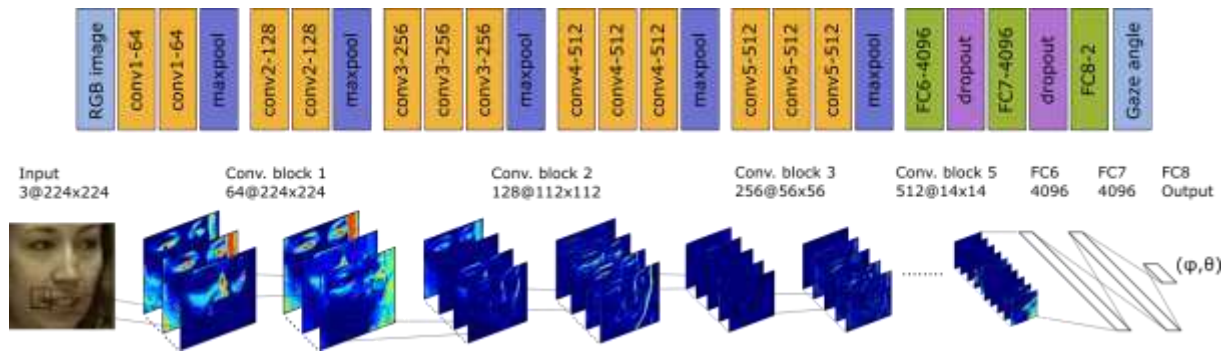 RGB image
conv1-64
conv1-64
maxpool
conv2-128
conv2-128
maxpool
conv3-256
conv3-256
conv3-256
maxpool
conv4-512
conv4-512
conv4-512
maxpool
conv5-512
conv5-512
conv5-512
maxpool
FC6-4096
dropout
FC7-4096
dropout
FC8-2
Gaze angle
Input
3@224x224
Conv. block 1
64@224x224
Conv. block 2
128@112x112
Conv. block 3
256@56x56
Conv. block 5
512@14x14
FC6
4096
FC7
4096
FC8
Output
(φ,θ)